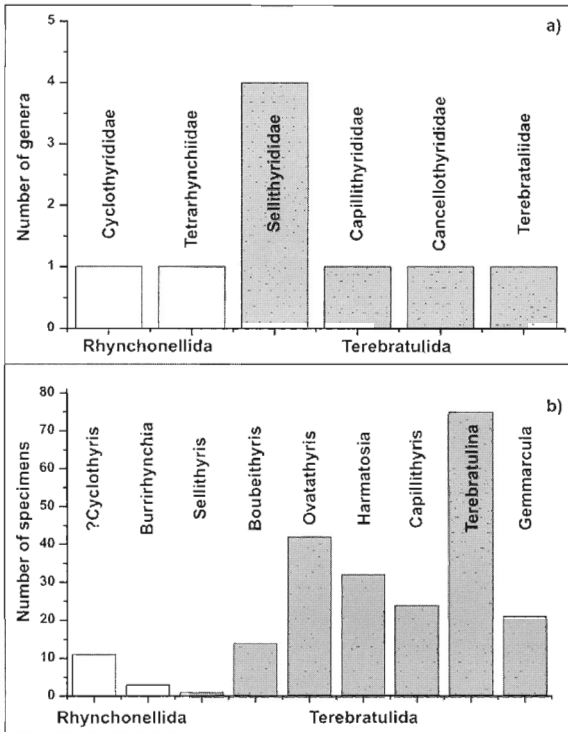 a)
Number of genera
5
4
3
2
1
0
Cyclothyrididae
Tetrarhynchiidae
Sellithyrididae
Capillithyrididae
Cancellothyrididae
Terebrataliidae
Rhynchonellida
Terebratulida
b)
Number of specimens
80
70
60
50
40
30
20
10
0
?Cyclothyris
Burrirhynchia
Sellithyris
Boubeithyris
Ovatathyris
Harmatosia
Capillithyris
Terebratulina
Gemmarcula
Rhynchonellida
Terebratulida